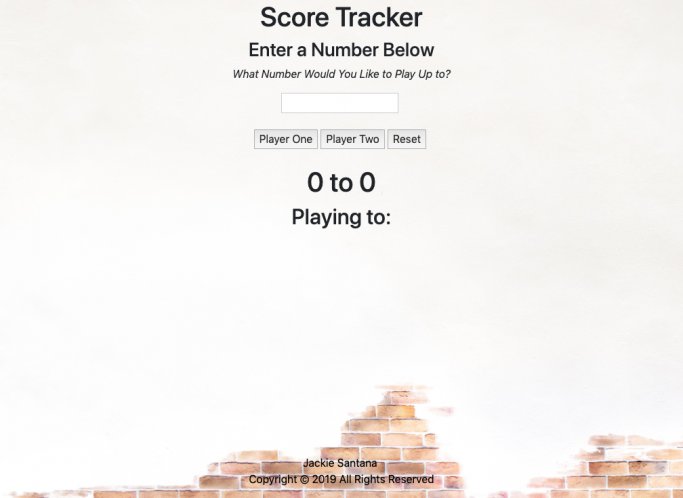 Score Tracker
Enter a Number Below
What Number Would You Like to Play Up to?
Player One Player Two Reset
0 to 0
Playing to:
Jackie Santana
Copyright © 2019 All Rights Reserved